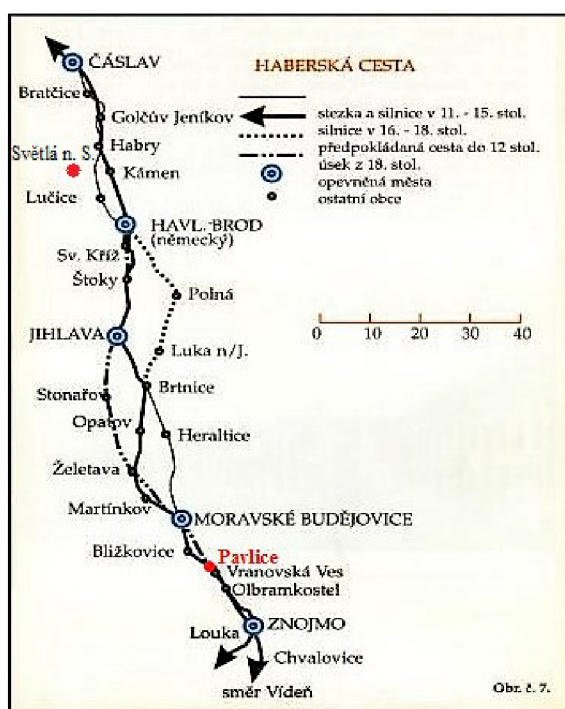 HABERSKÁ CESTA
stezka a silnice v 11. - 15. stol.
silnice v 16. - 18. stol.
předpokládaná cesta do 12 stol.
úsek z 18. stol.
opevněná města
ostatní obce
ČÁSLAV
Bratčice
Golčův Jeníkov
Habry
Světlá n. S.
Kámen
Lučice
HAVL. BROD
(německý)
Sv. Kříž
Štoky
Polná
0 10 20 30 40
JIHLAVA
Luka n/J.
Brtnice
Stonařov
Opatov
Heraltice
Želetava
Martínkov
MORAVSKÉ BUDĚJOVICE
Bližkovice
Pavlice
Vranovská Ves
Olbramkostel
ZNOJMO
Louka
Chvalovice
směr Vídeň
Obr. č. 7.